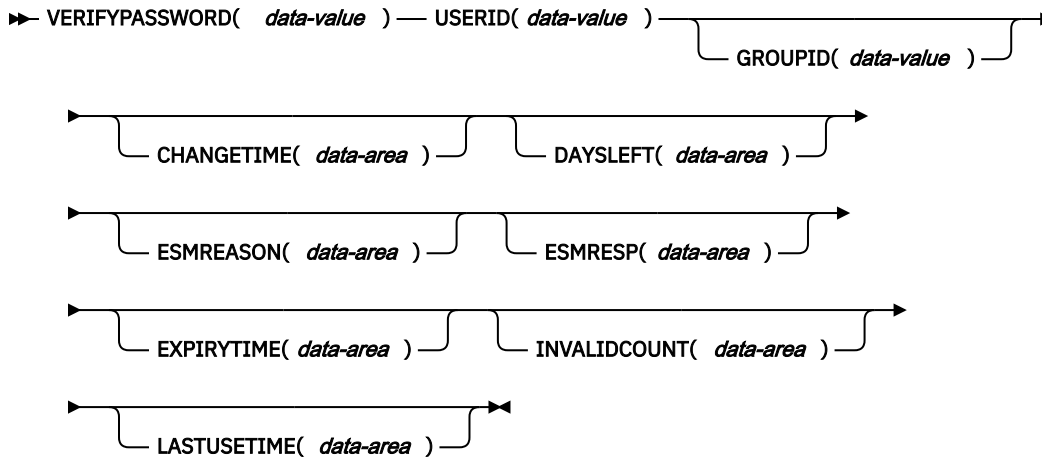 VERIFYPASSWORD( data-value ) USERID( data-value )
GROUPID( data-value )
CHANGETIME( data-area ) DAYSLEFT( data-area )
ESMREASON( data-area ) ESMRESP( data-area )
EXPIRYTIME( data-area ) INVALIDCOUNT( data-area )
LASTUSETIME( data-area )